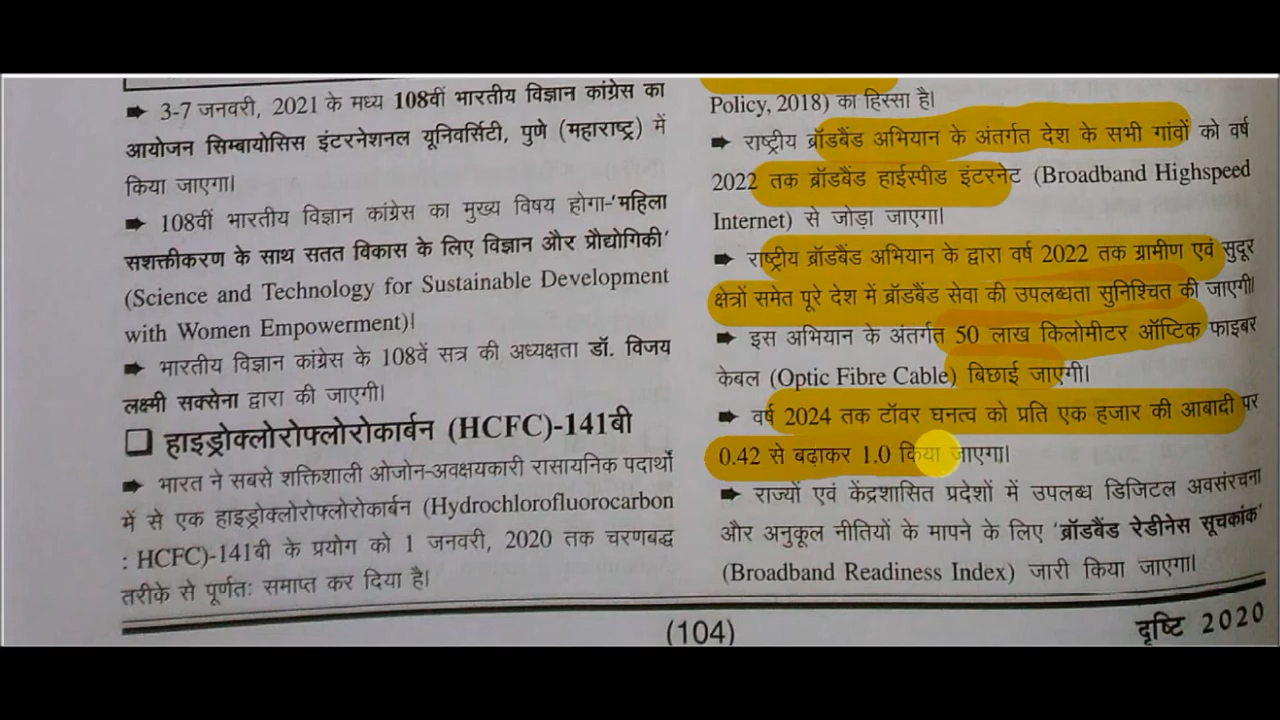 ➡ 3-7 जनवरी, 2021 के मध्य 108वीं भारतीय विज्ञान कांग्रेस का
आयोजन सिम्बायोसिस इंटरनेशनल यूनिवर्सिटी, पुणे (महाराष्ट्र) में
किया जाएगा।
➡ 108वीं भारतीय विज्ञान कांग्रेस का मुख्य विषय होगा-'महिला
सशक्तीकरण के साथ सतत विकास के लिए विज्ञान और प्रौद्योगिकी'
(Science and Technology for Sustainable Development
with Women Empowerment)।
➡ भारतीय विज्ञान कांग्रेस के 108वें सत्र की अध्यक्षता डॉ. विजय
लक्ष्मी सक्सेना द्वारा की जाएगी।
❑ हाइड्रोक्लोरोफ्लोरोकार्बन (HCFC)-141बी
➡ भारत ने सबसे शक्तिशाली ओजोन-अवक्षयकारी रासायनिक पदार्थों
में से एक हाइड्रोक्लोरोफ्लोरोकार्बन (Hydrochlorofluorocarbon
: HCFC)-141बी के प्रयोग को 1 जनवरी, 2020 तक चरणबद्ध
तरीके से पूर्णतः समाप्त कर दिया है।
Policy, 2018) का हिस्सा है।
➡ राष्ट्रीय ब्रॉडबैंड अभियान के अंतर्गत देश के सभी गांवों को वर्ष
2022 तक ब्रॉडबैंड हाईस्पीड इंटरनेट (Broadband Highspeed
Internet) से जोड़ा जाएगा।
➡ राष्ट्रीय ब्रॉडबैंड अभियान के द्वारा वर्ष 2022 तक ग्रामीण एवं सुदूर
क्षेत्रों समेत पूरे देश में ब्रॉडबैंड सेवा की उपलब्धता सुनिश्चित की जाएगी।
➡ इस अभियान के अंतर्गत 50 लाख किलोमीटर ऑप्टिक फाइबर
केबल (Optic Fibre Cable) बिछाई जाएगी।
➡ वर्ष 2024 तक टॉवर घनत्व को प्रति एक हजार की आबादी पर
0.42 से बढ़ाकर 1.0 किया जाएगा।
➡ राज्यों एवं केंद्रशासित प्रदेशों में उपलब्ध डिजिटल अवसंरचना
और अनुकूल नीतियों के मापने के लिए 'ब्रॉडबैंड रेडीनेस सूचकांक'
(Broadband Readiness Index) जारी किया जाएगा।
(104)
दृष्टि 2020